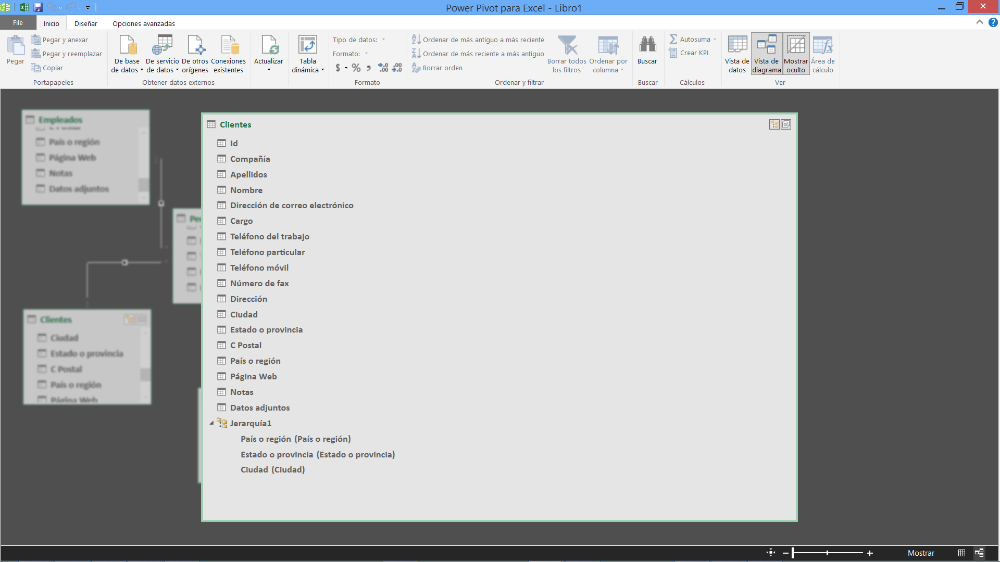 Power Pivot para Excel - Libro1
File
Inicio
Diseñar
Opciones avanzadas
Pegar
Pegar y anexar
Pegar y reemplazar
Copiar
Portapapeles
De base
de datos
De servicio
de datos
De otros
orígenes
Conexiones
existentes
Obtener datos externos
Actualizar
Tabla
dinámica
Tipo de datos:
Formato:
$ % ,
Formato
Ordenar de más antiguo a más reciente
Ordenar de más reciente a más antiguo
Borrar orden
Borrar todos
los filtros
Ordenar por
columna
Ordenar y filtrar
Buscar
Buscar
Autosuma
Crear KPI
Cálculos
Vista de
datos
Vista de
diagrama
Mostrar
oculto
Área de
cálculo
Ver
Empleados
C Postal
País o región
Página Web
Notas
Datos adjuntos
Clientes
Ciudad
Estado o provincia
C Postal
País o región
Página Web
Clientes
Id
Compañía
Apellidos
Nombre
Dirección de correo electrónico
Cargo
Teléfono del trabajo
Teléfono particular
Teléfono móvil
Número de fax
Dirección
Ciudad
Estado o provincia
C Postal
País o región
Página Web
Notas
Datos adjuntos
Jerarquía1
País o región (País o región)
Estado o provincia (Estado o provincia)
Ciudad (Ciudad)
Mostrar